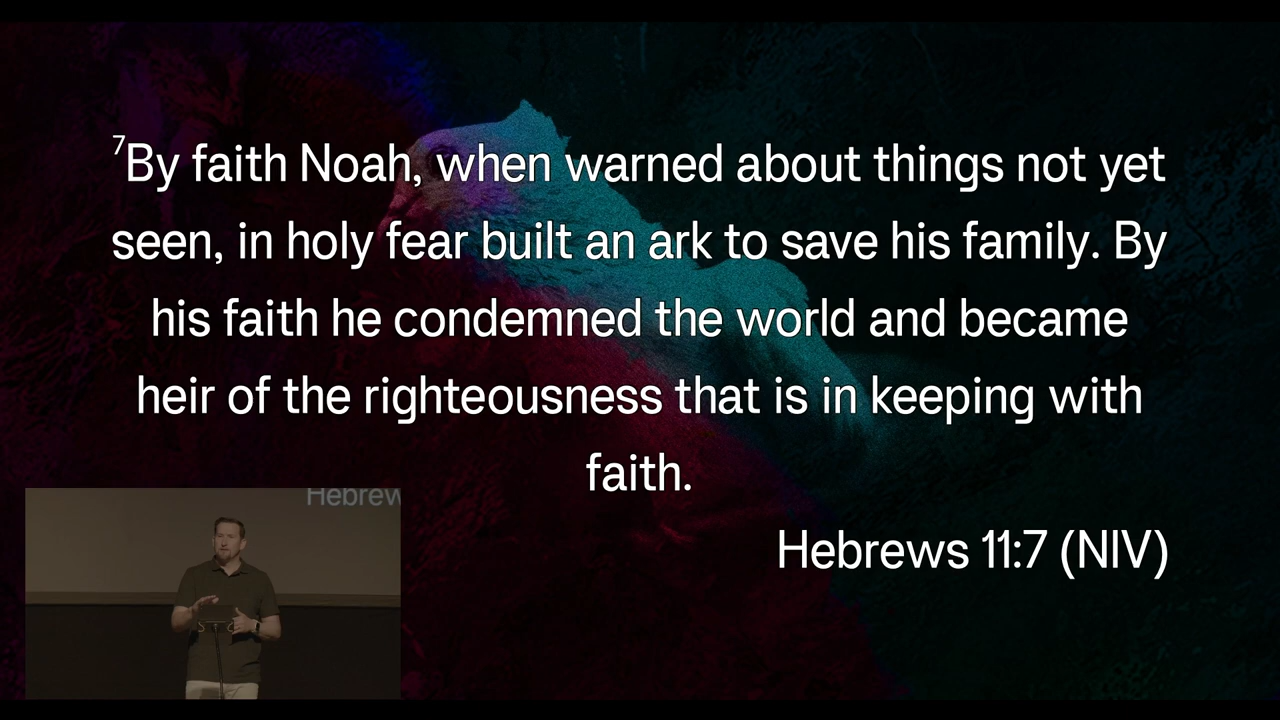 ⁷By faith Noah, when warned about things not yet
seen, in holy fear built an ark to save his family. By
his faith he condemned the world and became
heir of the righteousness that is in keeping with
faith.
Hebrews 11:7 (NIV)
Hebrew